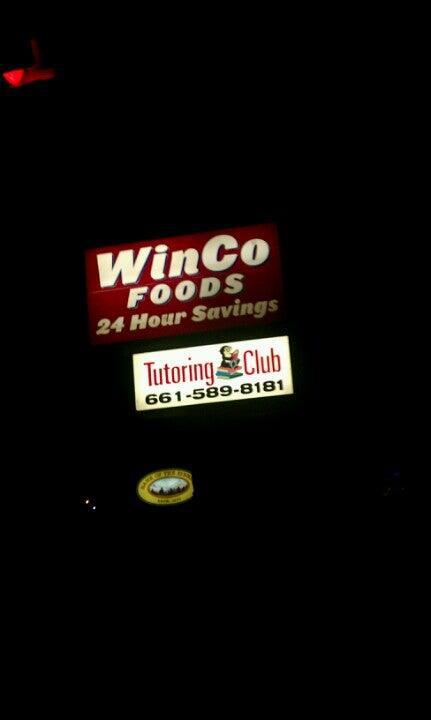 WinCo
FOODS
24 Hour Savings
Tutoring Club
661-589-8181